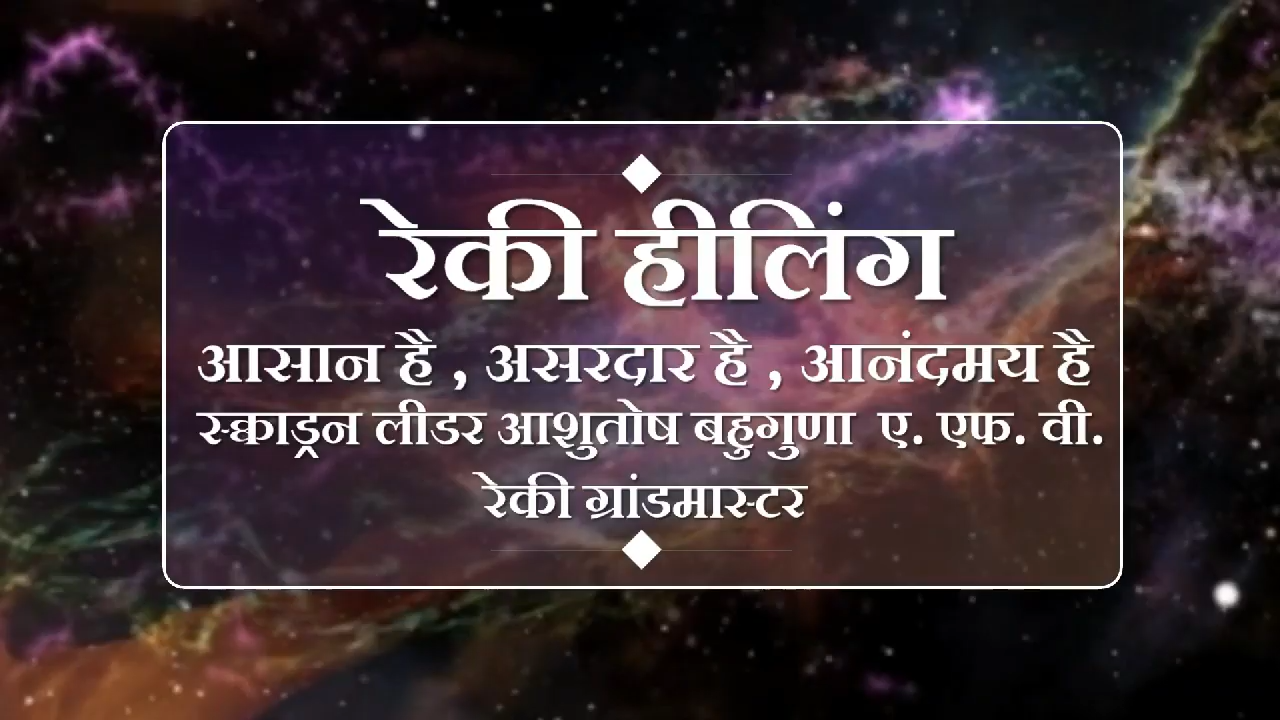 रेकी हीलिंग
आसान है , असरदार है , आनंदमय है
स्क्वाड्रन लीडर आशुतोष बहुगुणा ए. एफ. वी.
रेकी ग्रांडमास्टर